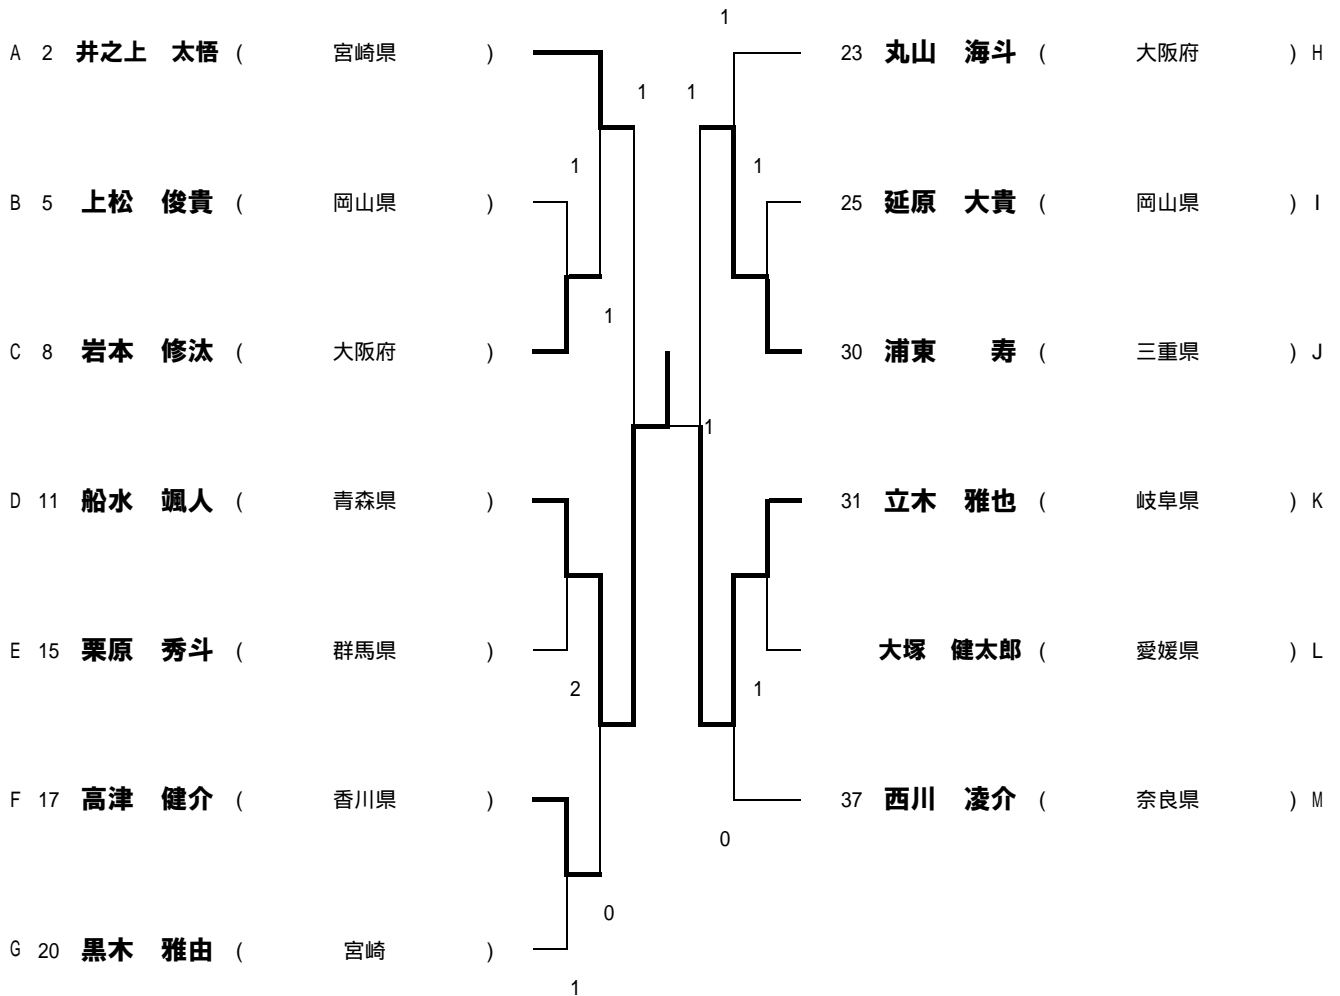 1
A 2 井之上 太悟 ( 宮崎県 ) 23 丸山 海斗 ( 大阪府 ) H
1 1
1 1
B 5 上松 俊貴 ( 岡山県 ) 25 延原 大貴 ( 岡山県 ) I
1
C 8 岩本 修汰 ( 大阪府 ) 30 浦東 寿 ( 三重県 ) J
1
D 11 船水 颯人 ( 青森県 ) 31 立木 雅也 ( 岐阜県 ) K
E 15 栗原 秀斗 ( 群馬県 ) 大塚 健太郎 ( 愛媛県 ) L
2 1
F 17 高津 健介 ( 香川県 ) 37 西川 凌介 ( 奈良県 ) M
0
0
G 20 黒木 雅由 ( 宮崎 )
1